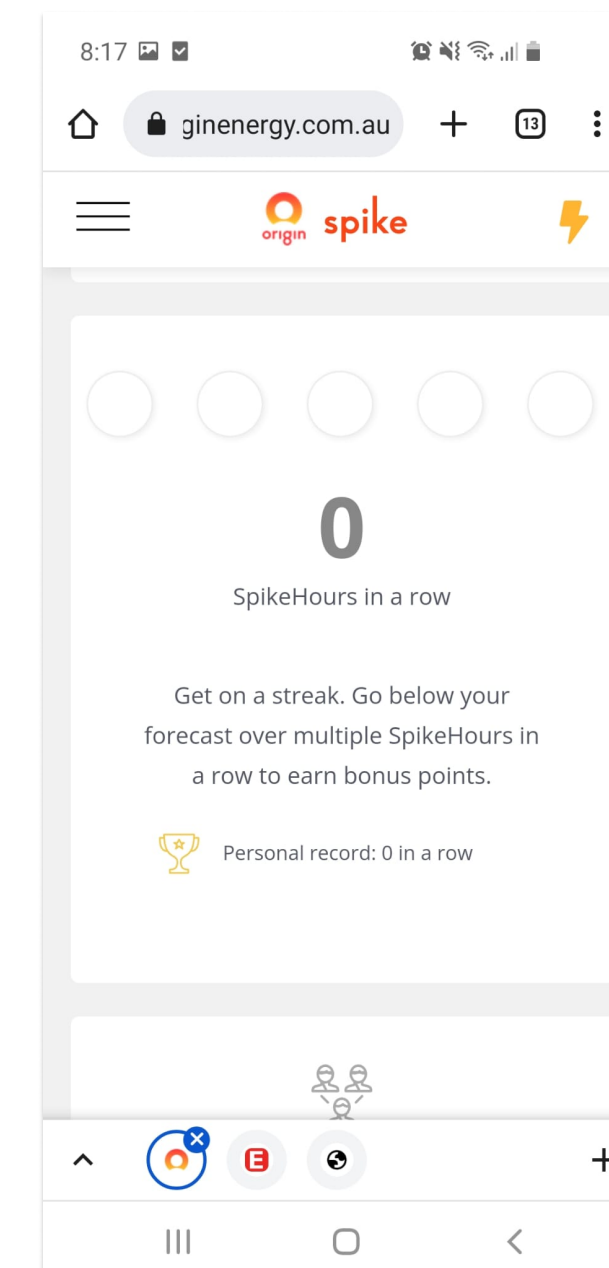 8:17
ginenergy.com.au
13
origin spike
0
SpikeHours in a row
Get on a streak. Go below your
forecast over multiple SpikeHours in
a row to earn bonus points.
Personal record: 0 in a row
E